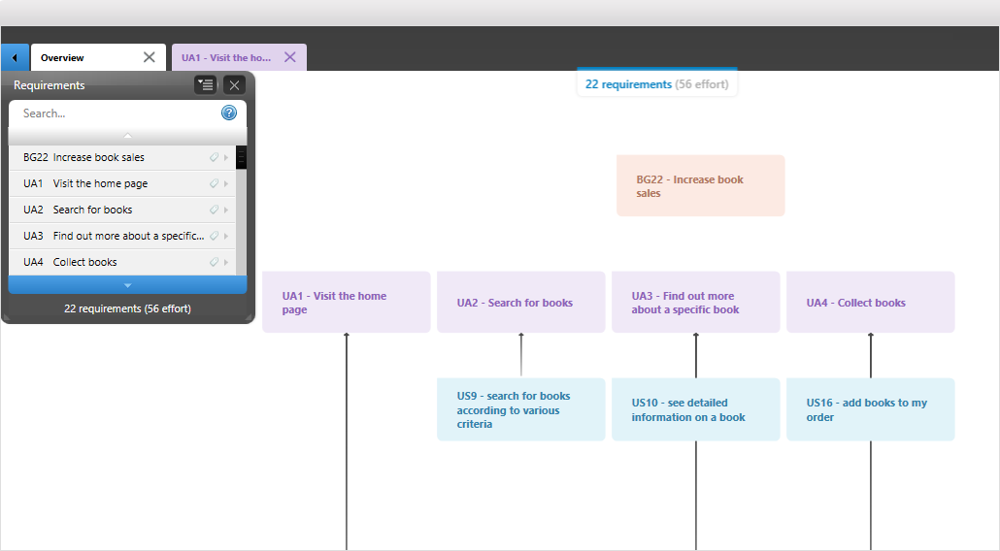 Overview
UA1 - Visit the ho...
Requirements
22 requirements (56 effort)
Search...
BG22 Increase book sales
UA1 Visit the home page
UA2 Search for books
UA3 Find out more about a specific...
UA4 Collect books
22 requirements (56 effort)
BG22 - Increase book
sales
UA1 - Visit the home
page
UA2 - Search for books
UA3 - Find out more
about a specific book
UA4 - Collect books
US9 - search for books
according to various
criteria
US10 - see detailed
information on a book
US16 - add books to my
order